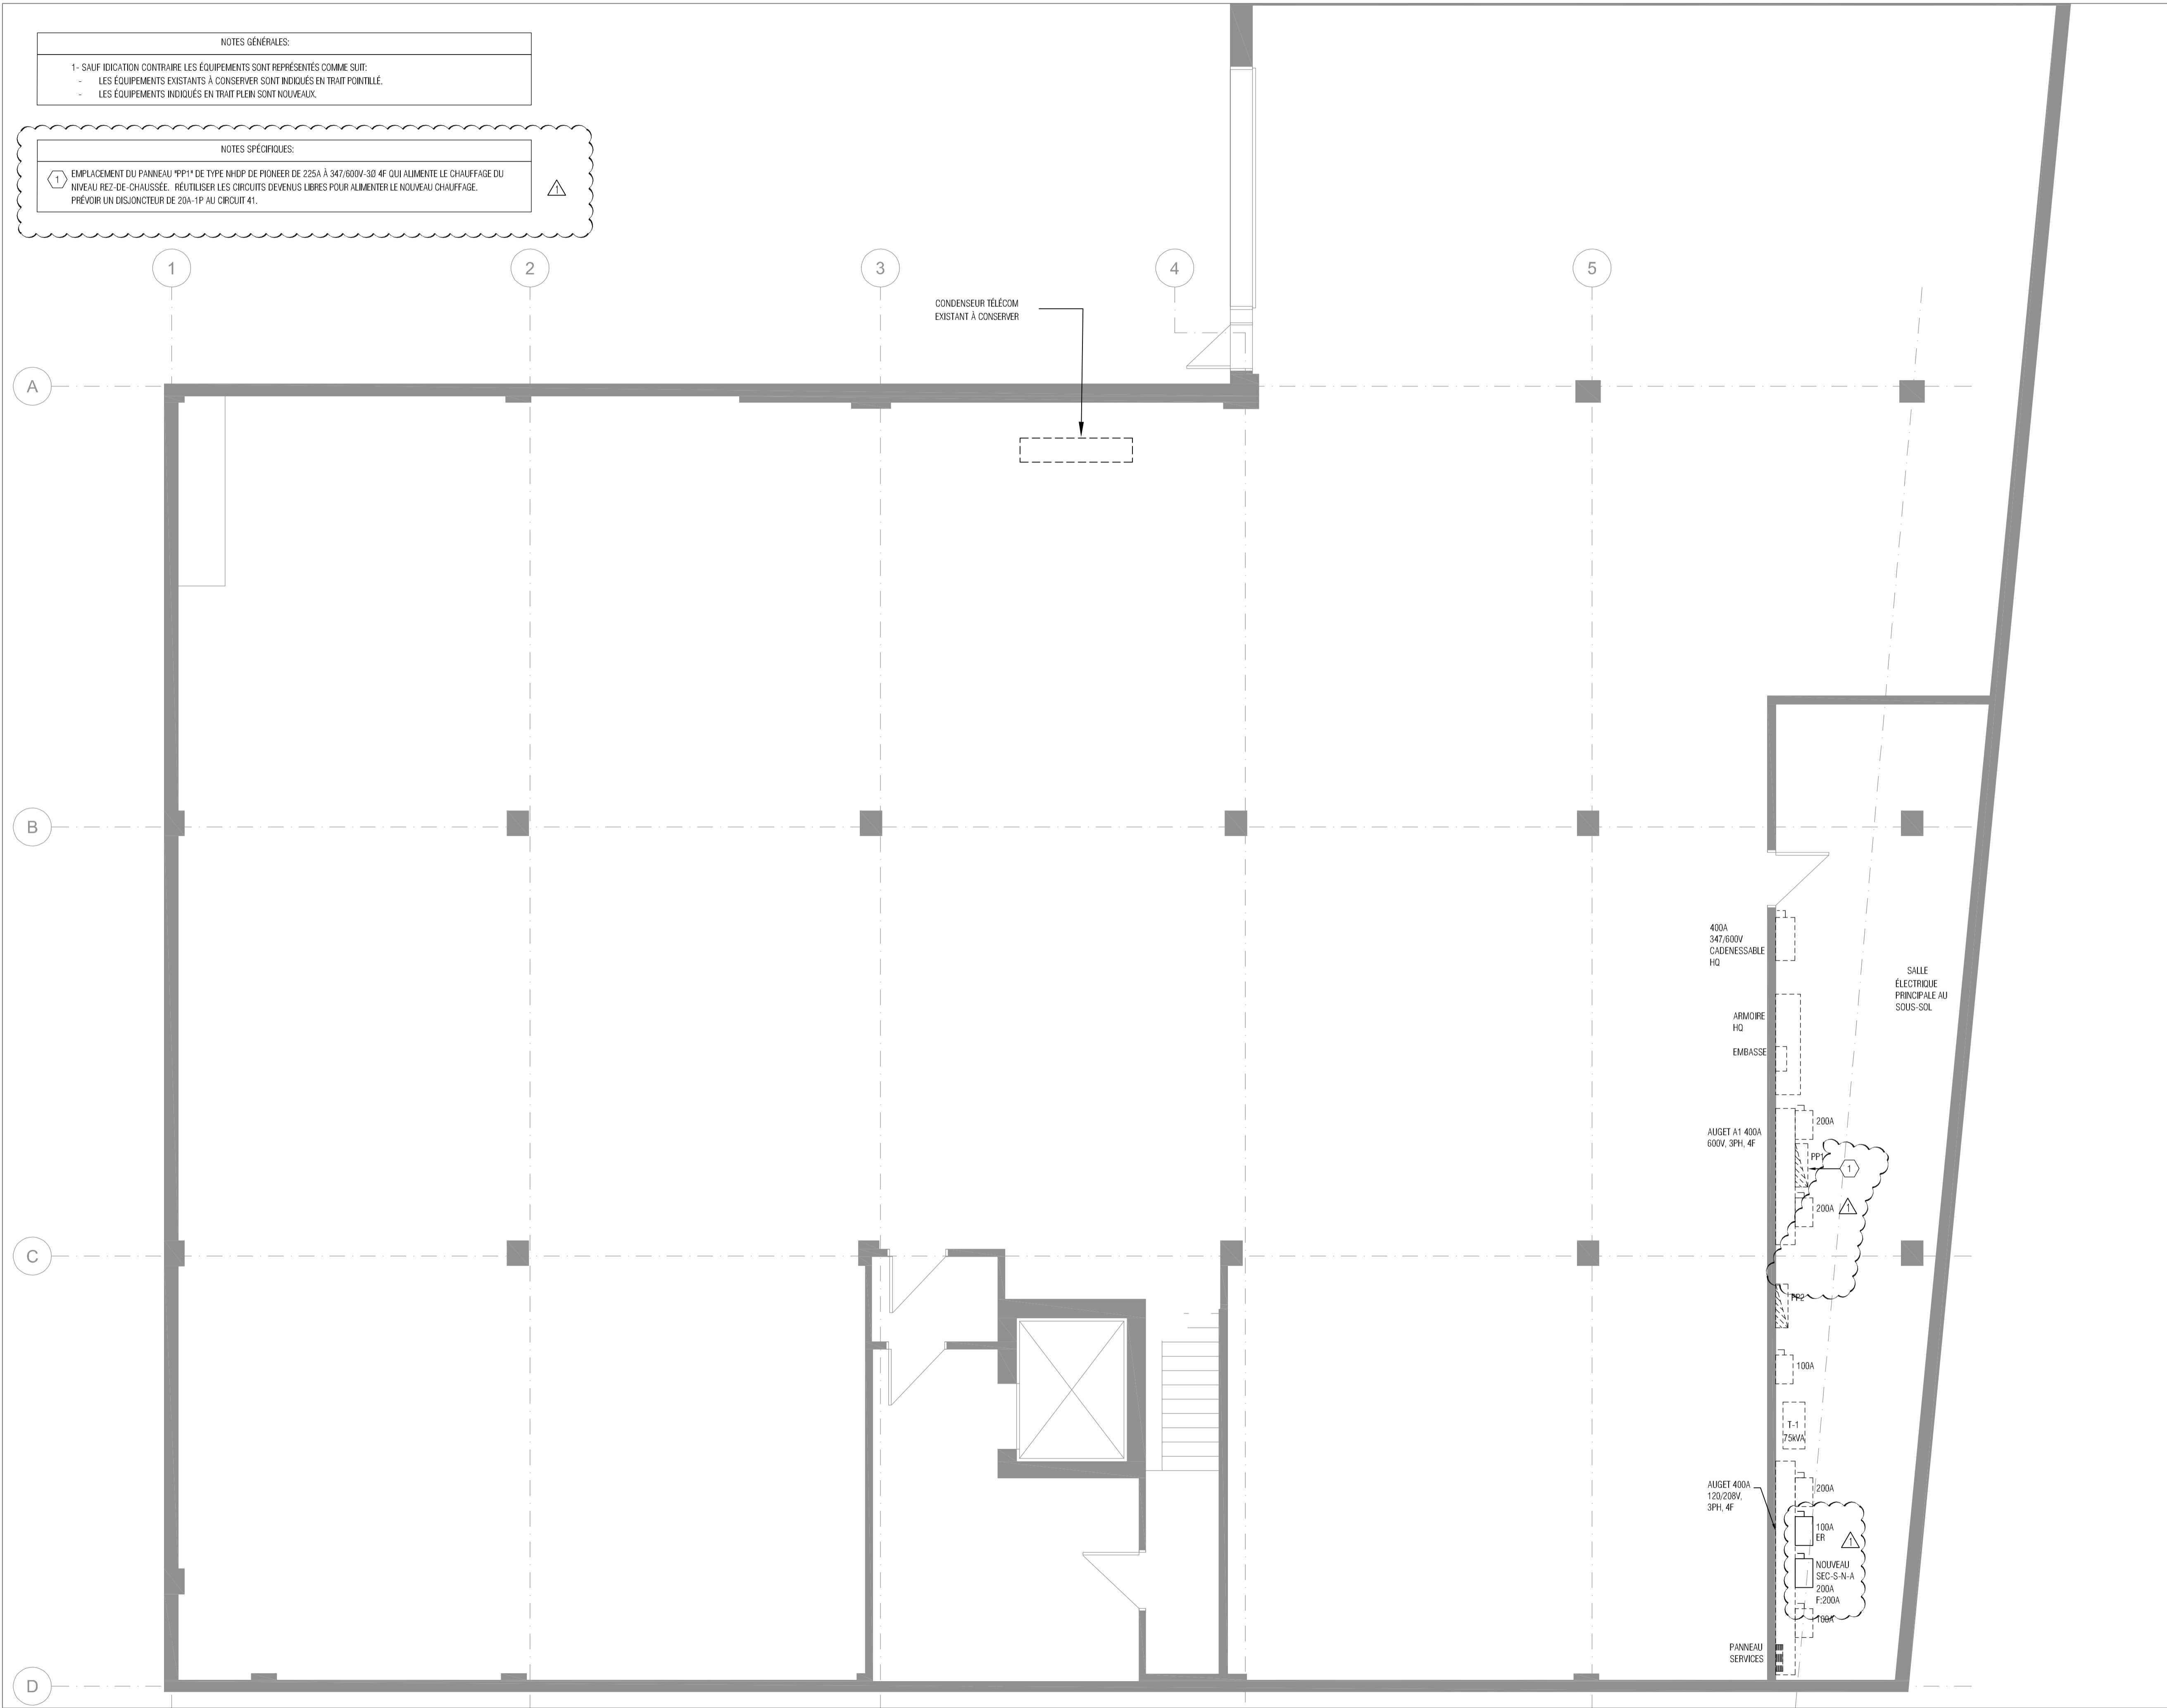 NOTES GÉNÉRALES:
1- SAUF IDICATION CONTRAIRE LES ÉQUIPEMENTS SONT REPRÉSENTÉS COMME SUIT:
- LES ÉQUIPEMENTS EXISTANTS À CONSERVER SONT INDIQUÉS EN TRAIT POINTILLÉ.
- LES ÉQUIPEMENTS INDIQUÉS EN TRAIT PLEIN SONT NOUVEAUX.
NOTES SPÉCIFIQUES:
1 EMPLACEMENT DU PANNEAU "PP1" DE TYPE NHDP DE PIONEER DE 225A À 347/600V-3Ø 4F QUI ALIMENTE LE CHAUFFAGE DU
NIVEAU REZ-DE-CHAUSSÉE. RÉUTILISER LES CIRCUITS DEVENUS LIBRES POUR ALIMENTER LE NOUVEAU CHAUFFAGE.
PRÉVOIR UN DISJONCTEUR DE 20A-1P AU CIRCUIT 41.
1
1
2
3
4
5
CONDENSEUR TÉLÉCOM
EXISTANT À CONSERVER
A
B
400A
347/600V
CADENESSABLE
HQ
SALLE
ÉLECTRIQUE
PRINCIPALE AU
SOUS-SOL
ARMOIRE
HQ
EMBASSE
200A
AUGET A1 400A
600V, 3PH, 4F
PP1
1
200A
1
C
PP2
100A
T-1
75kVA
AUGET 400A
120/208V,
3PH, 4F
200A
100A
ER
1
NOUVEAU
SEC-S-N-A
200A
F:200A
100A
PANNEAU
SERVICES
D